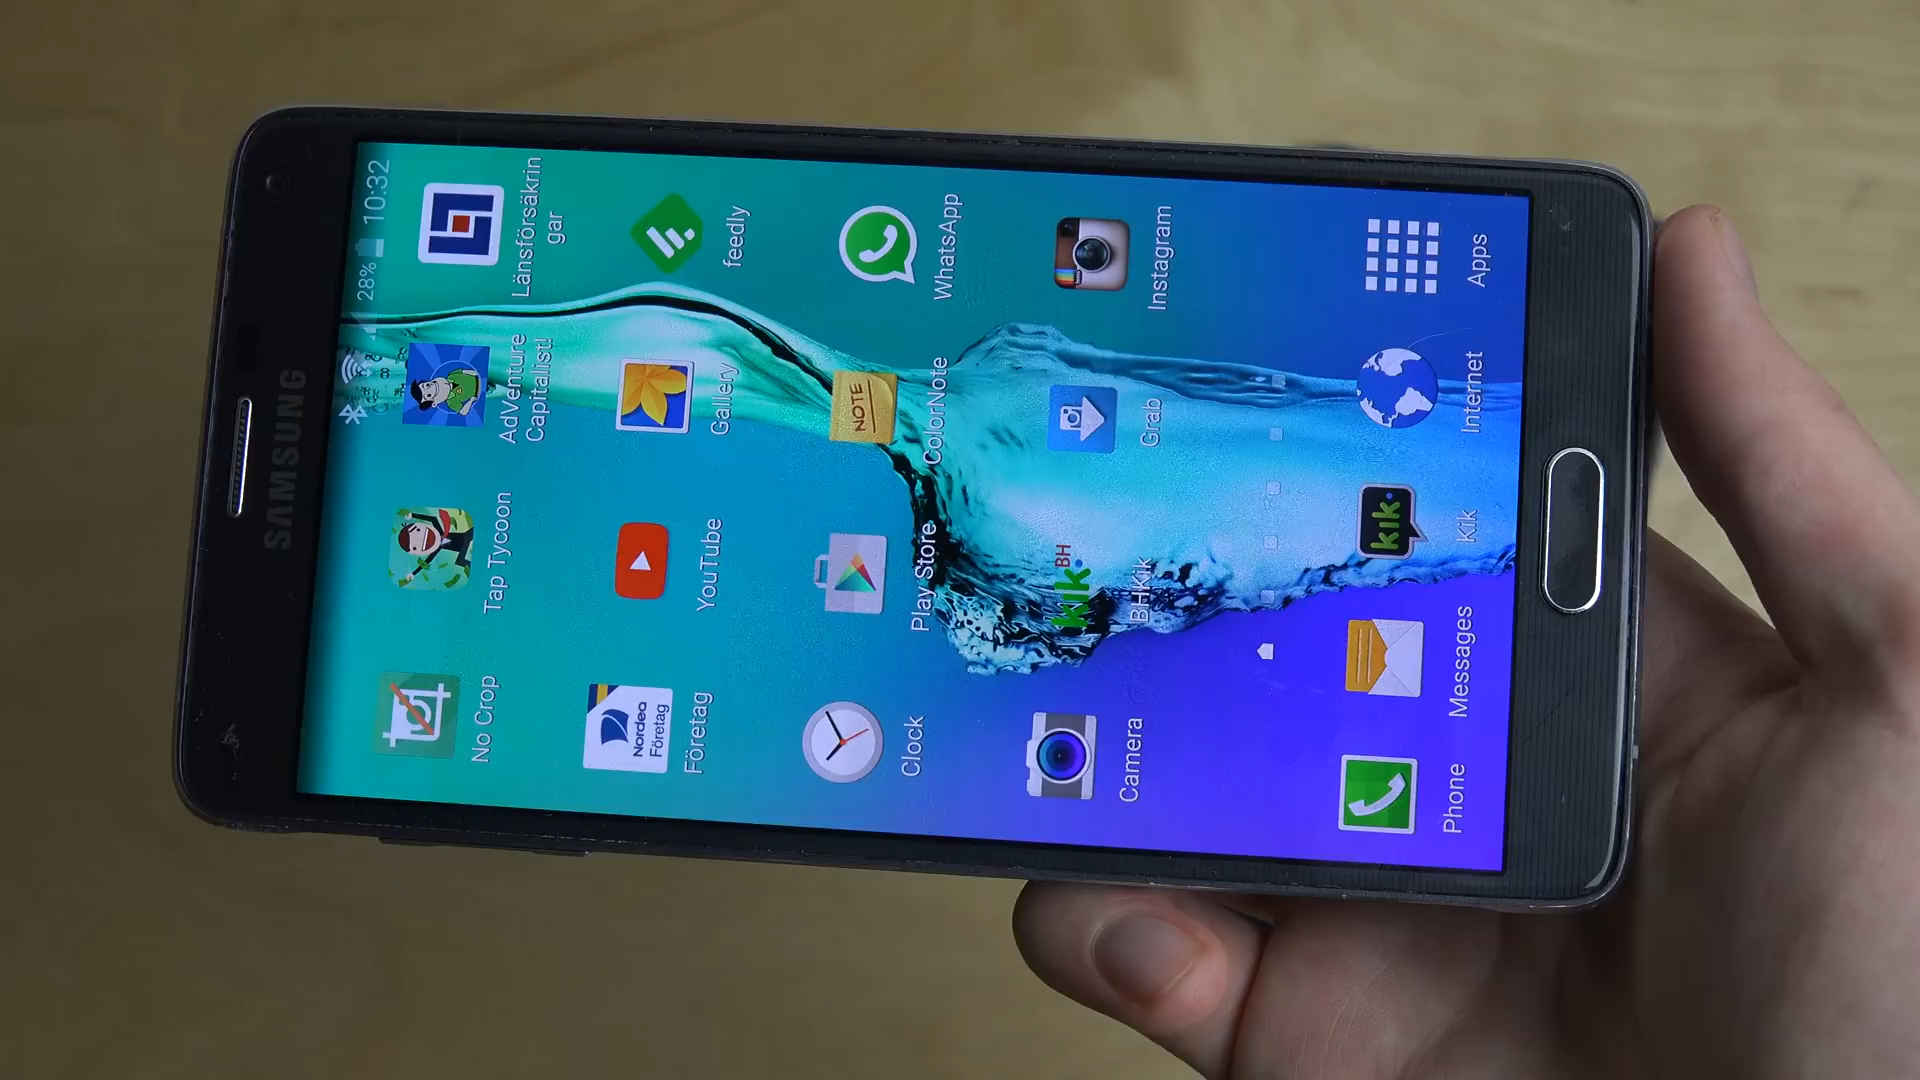 SAMSUNG
28% 10:32
No Crop
Tap Tycoon
AdVenture
Capitalist!
Länsförsäkrin
gar
Nordea
Företag
Företag
YouTube
Gallery
feedly
Clock
Play Store
NOTE
ColorNote
WhatsApp
Camera
kik.BH
BHKik
Grab
Instagram
Phone
Messages
kik.
Kik
Internet
Apps